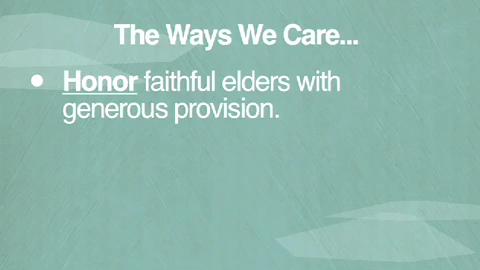 The Ways We Care...
• Honor faithful elders with
generous provision.